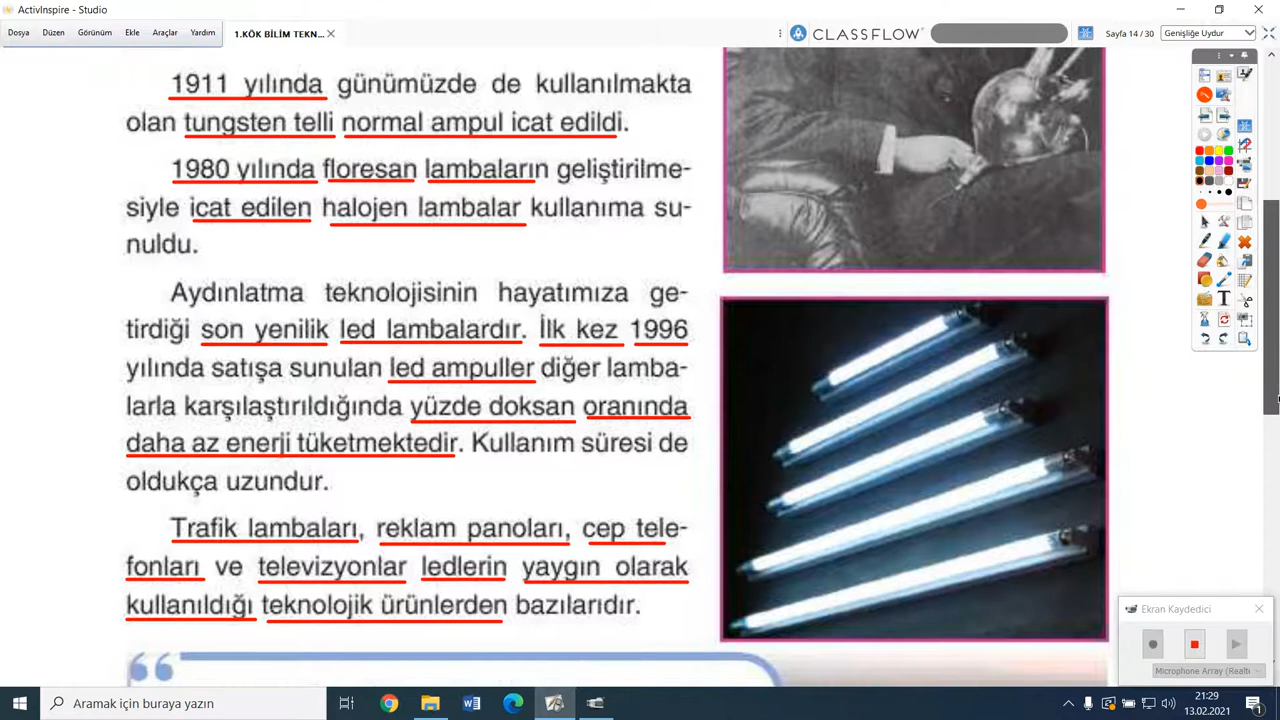 ActivInspire - Studio
Dosya Düzen Görünüm Ekle Araçlar Yardım
1.KÖK BİLİM TEKN...
CLASSFLOW
Sayfa 14 / 30
Genişliğe Uydur
1911 yılında günümüzde de kullanılmakta
olan tungsten telli normal ampul icat edildi.
1980 yılında floresan lambaların geliştirilme-
siyle icat edilen halojen lambalar kullanıma su-
nuldu.
Aydınlatma teknolojisinin hayatımıza ge-
tirdiği son yenilik led lambalardır. İlk kez 1996
yılında satışa sunulan led ampuller diğer lamba-
larla karşılaştırıldığında yüzde doksan oranında
daha az enerji tüketmektedir. Kullanım süresi de
oldukça uzundur.
Trafik lambaları, reklam panoları, cep tele-
fonları ve televizyonlar ledlerin yaygın olarak
kullanıldığı teknolojik ürünlerden bazılarıdır.
Ekran Kaydedici
Microphone Array (Realte
Aramak için buraya yazın
21:29
13.02.2021
1